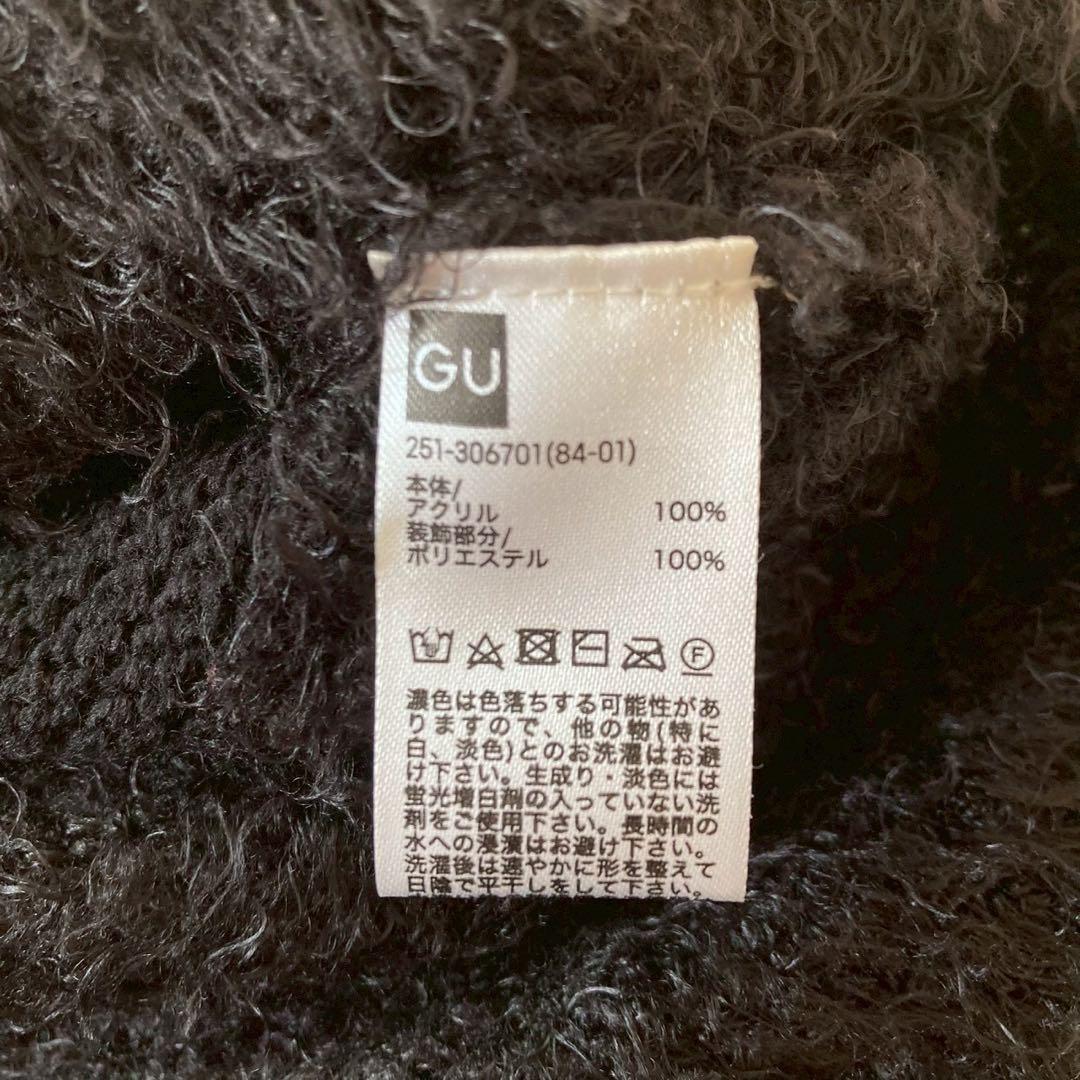 GU
251-306701(84-01)
本体/
アクリル 100%
装飾部分/
ポリエステル 100%
F
濃色は色落ちする可能性があ
りますので、他の物(特に
白、淡色)とのお洗濯はお避
け下さい。生成り・淡色には
蛍光増白剤の入っていない洗
剤をご使用下さい。長時間の
水への浸漬はお避け下さい。
洗濯後は速やかに形を整えて
日陰で平干しをして下さい。